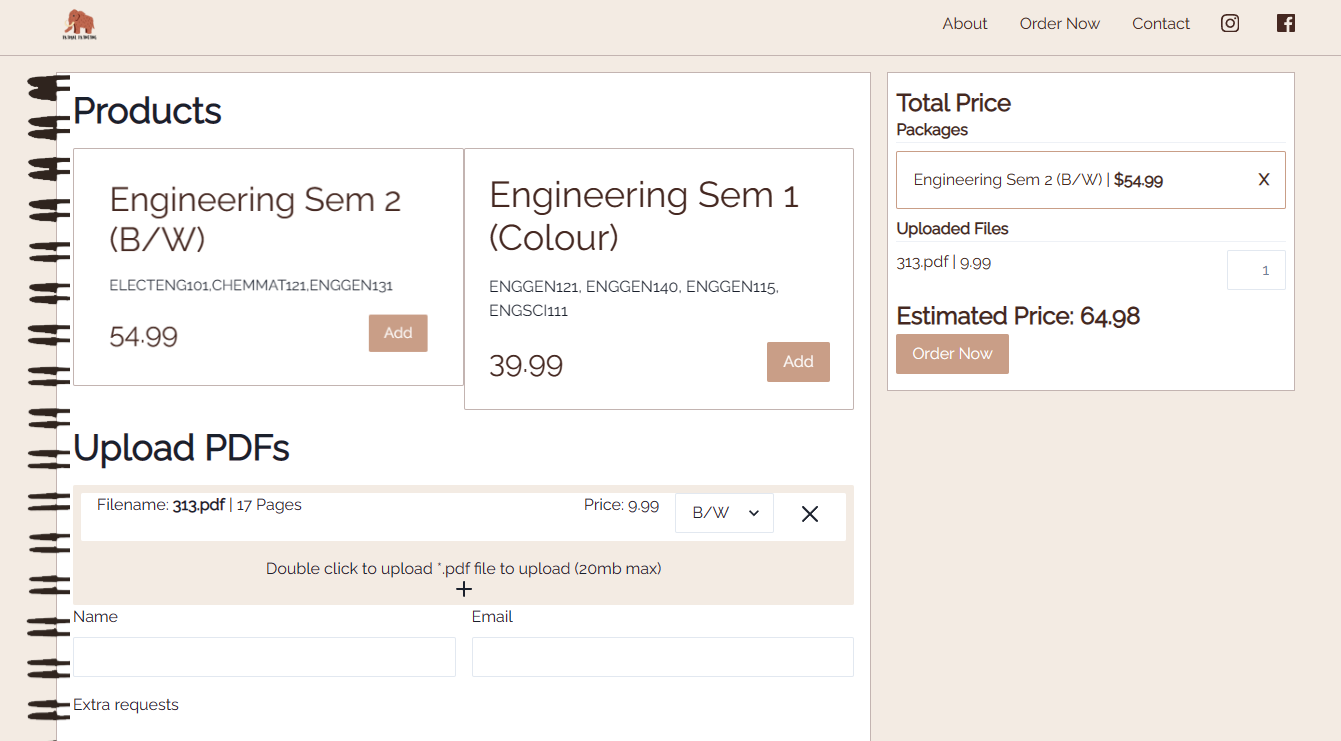 About Order Now Contact
Products
Engineering Sem 2
(B/W)
ELECTENG101,CHEMMAT121,ENGGEN131
54.99 Add
Engineering Sem 1
(Colour)
ENGGEN121, ENGGEN140, ENGGEN115,
ENGSCI111
39.99 Add
Upload PDFs
Filename: 313.pdf | 17 Pages Price: 9.99 B/W
Double click to upload *.pdf file to upload (20mb max)
+
Name Email
Extra requests
Total Price
Packages
Engineering Sem 2 (B/W) | $54.99 X
Uploaded Files
313.pdf | 9.99 1
Estimated Price: 64.98
Order Now